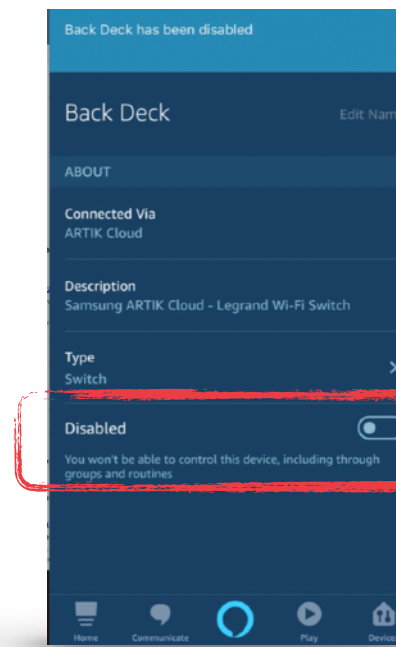 Back Deck has been disabled
Back Deck
Edit
ABOUT
Connected Via
ARTIK Cloud
Description
Samsung ARTIK Cloud - Legrand Wi-Fi Switch
Type
Switch
Disabled
You won't be able to control this device, including through
groups and routines
Home Communicate Play